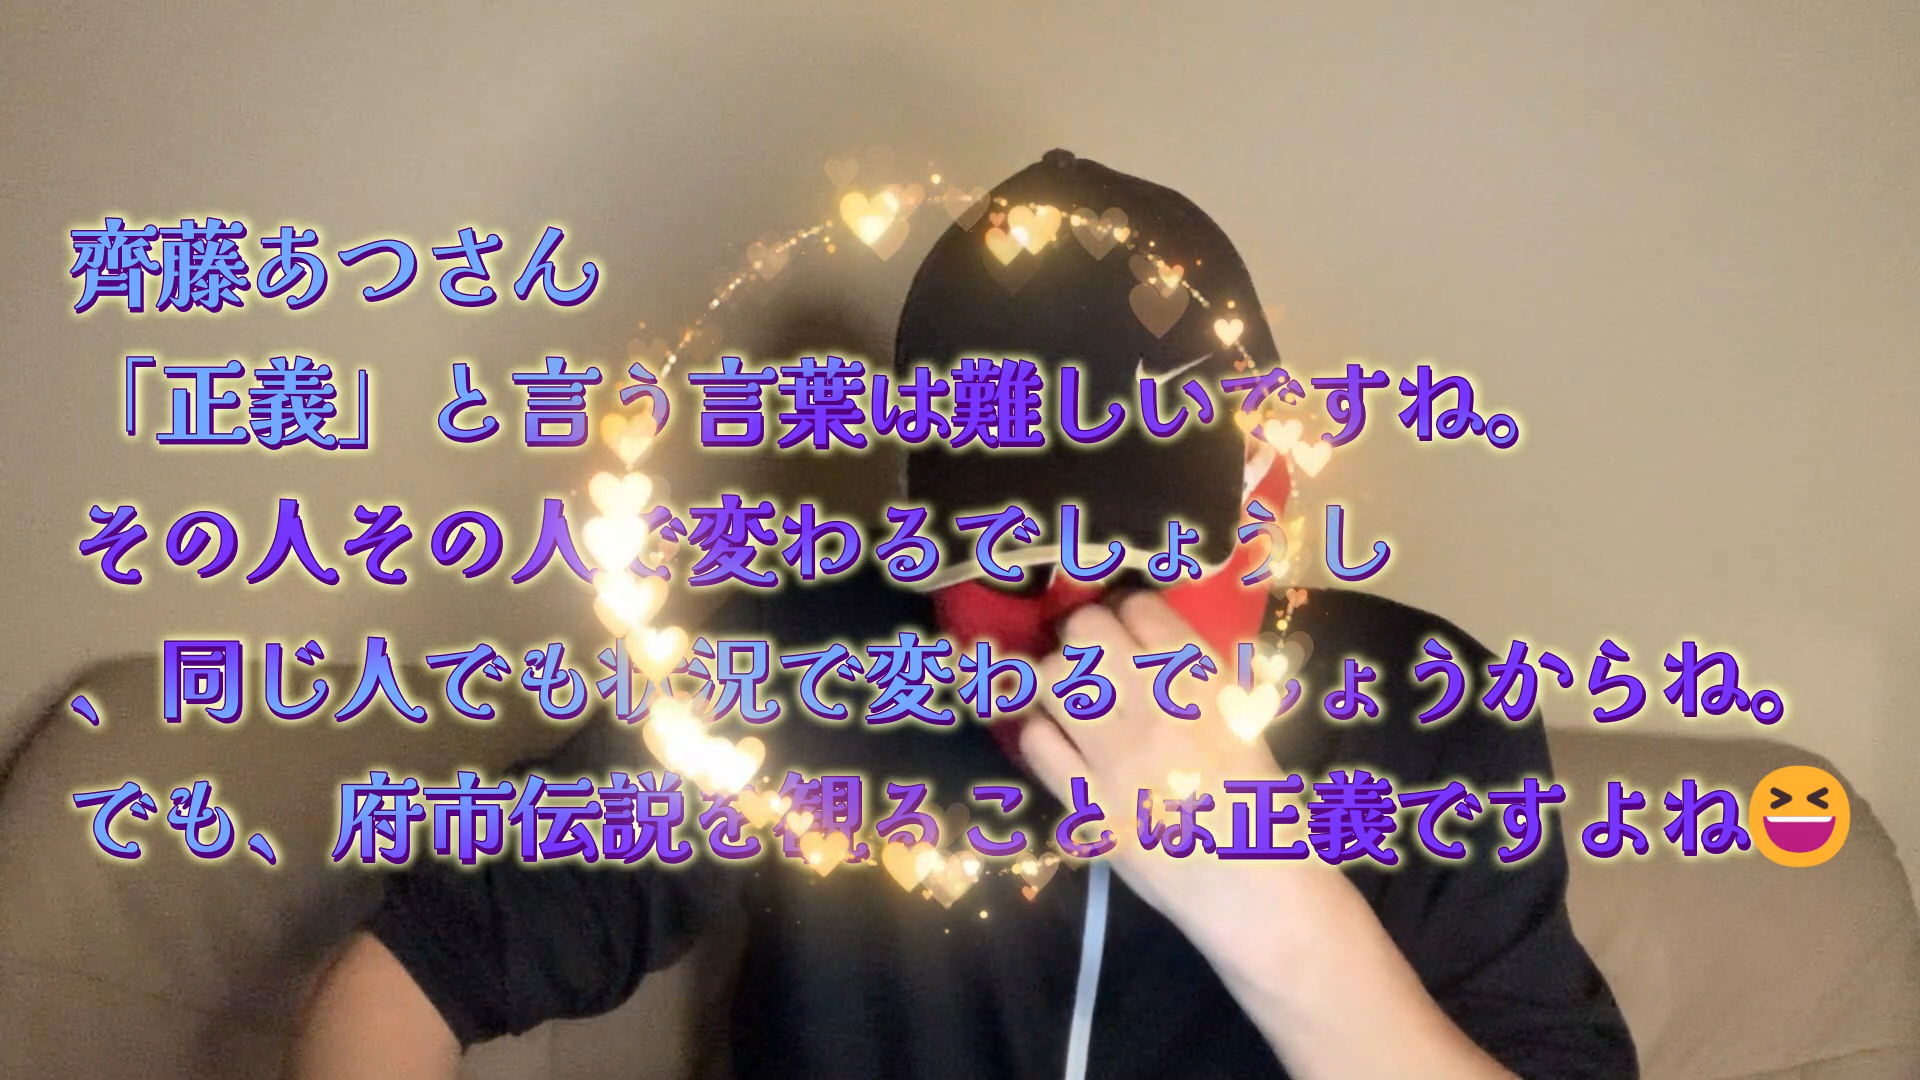 齊藤あつさん
「正義」と言う言葉は難しいですね。
その人その人で変わるでしょうし
、同じ人でも状況で変わるでしょうからね。
でも、府市伝説を観ることは正義ですよね😆